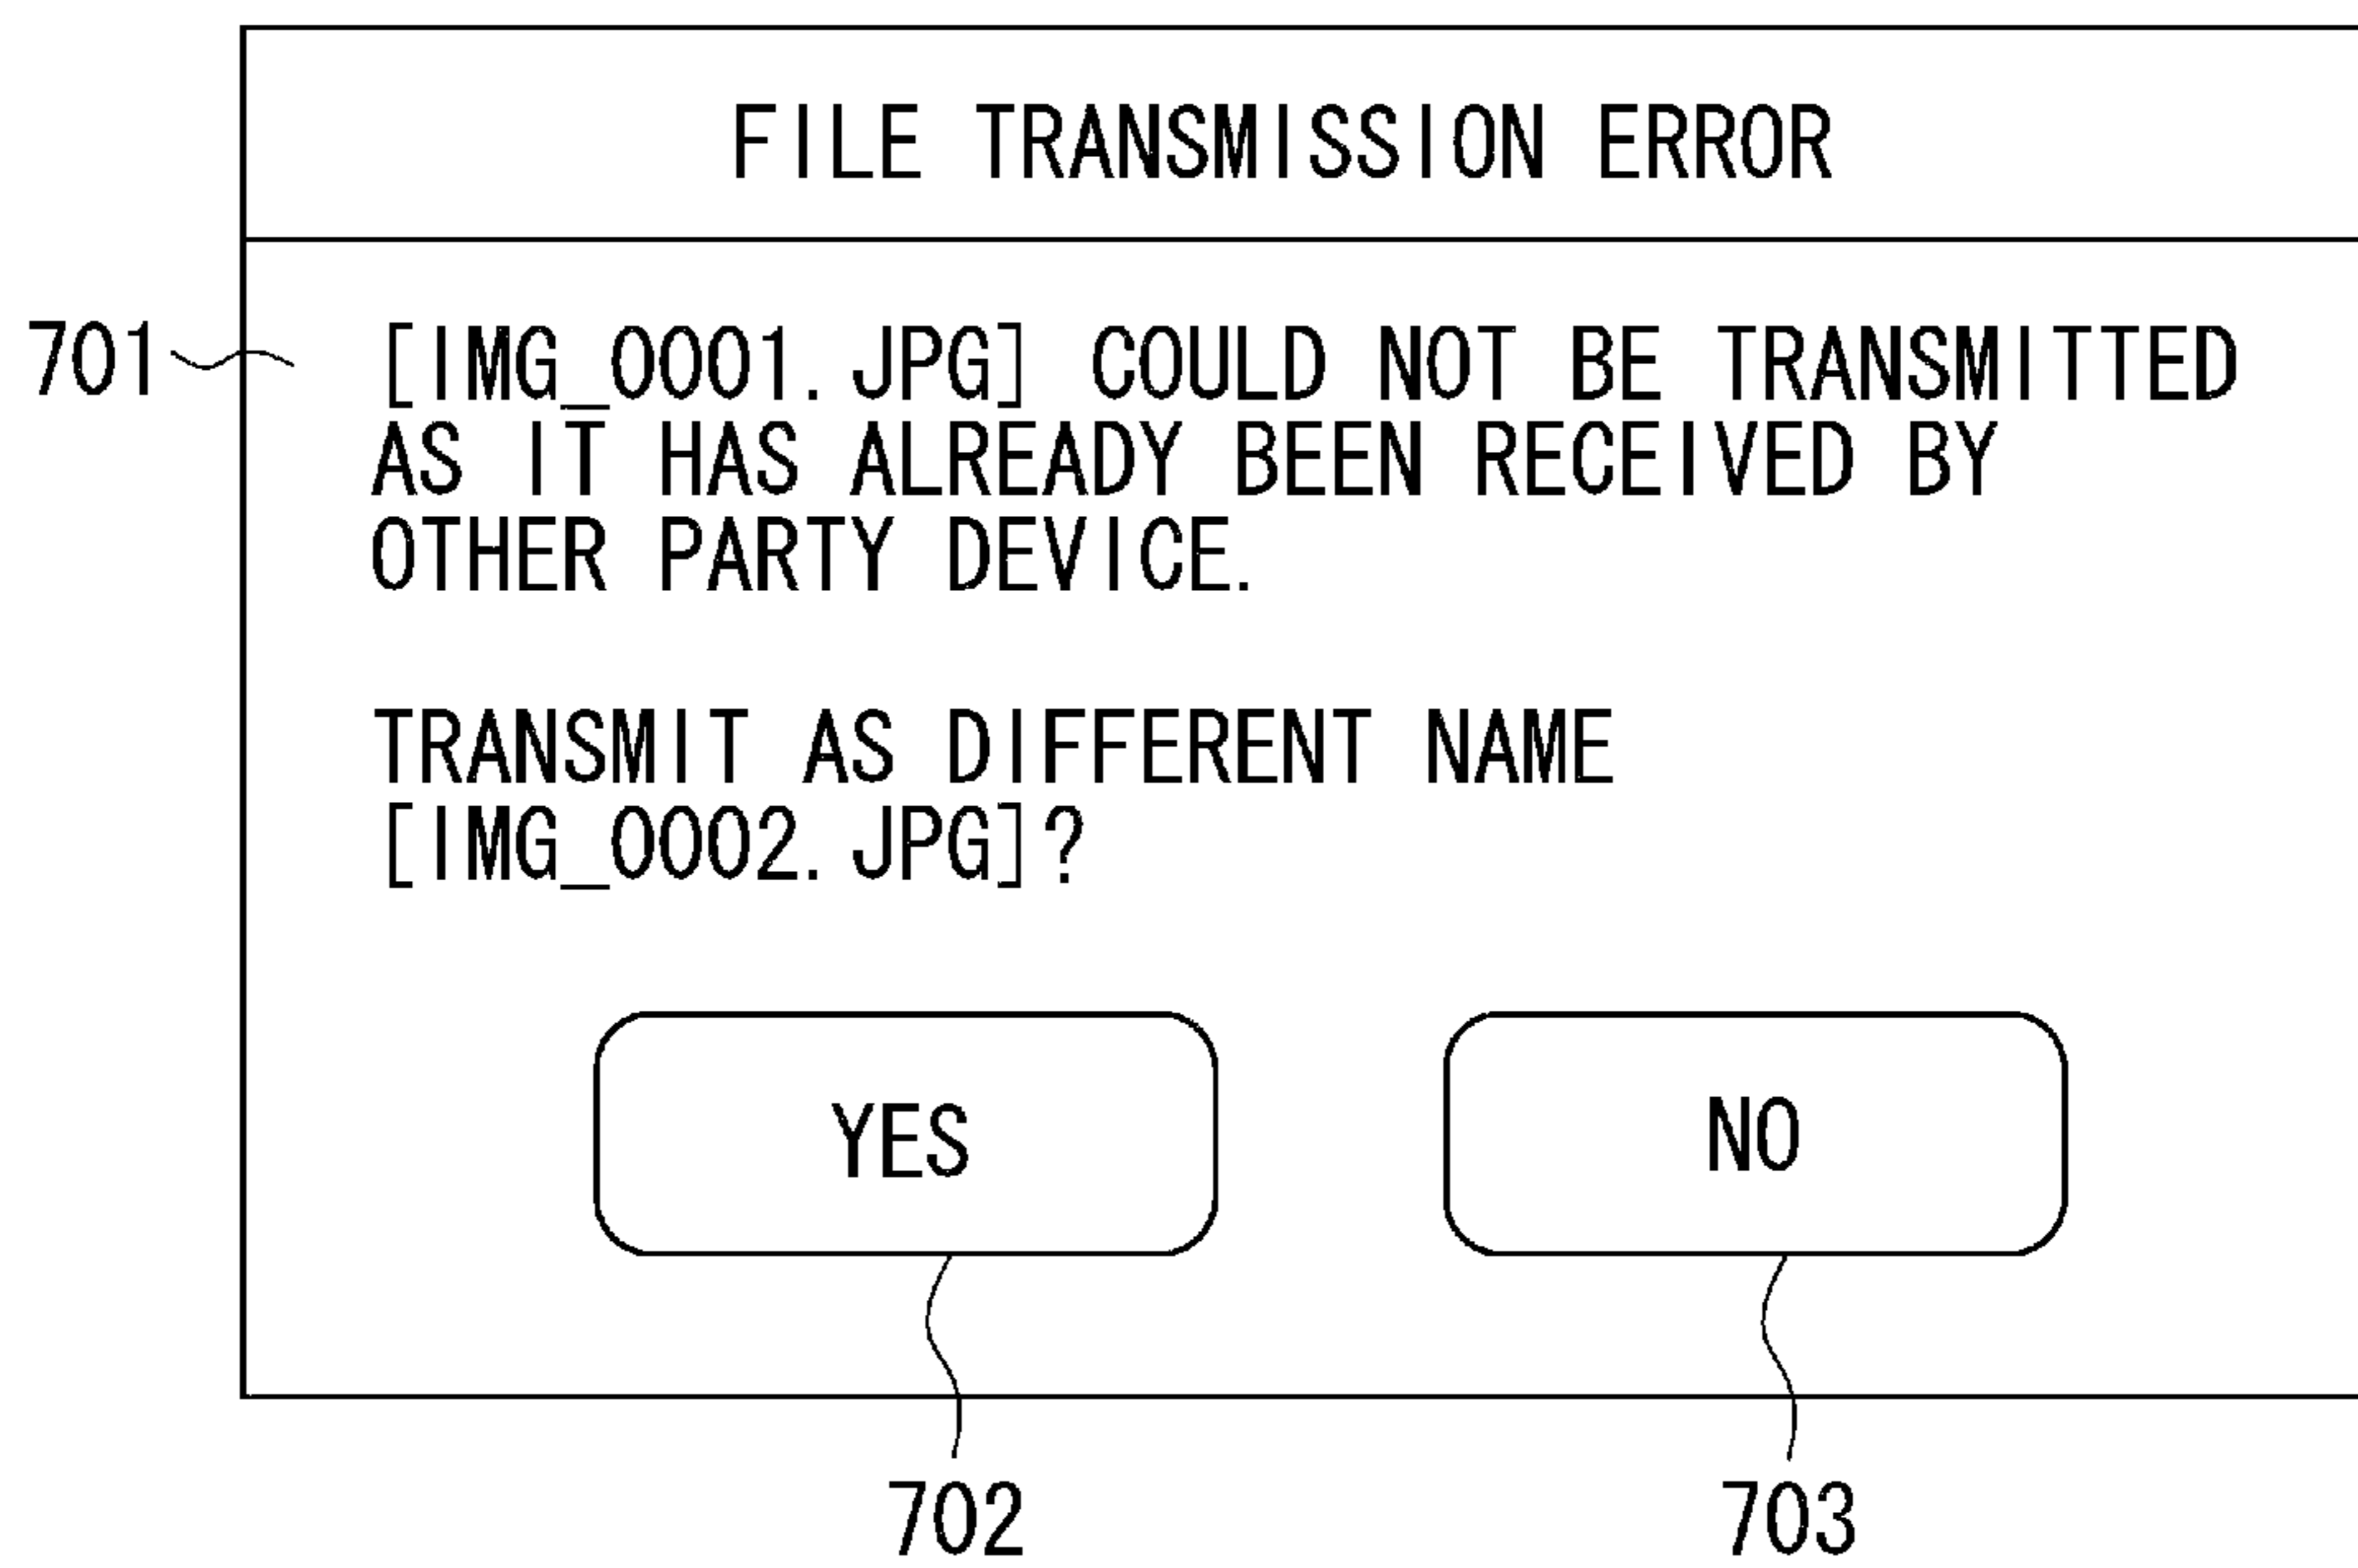 FILE TRANSMISSION ERROR
701
[IMG_0001.JPG] COULD NOT BE TRANSMITTED
AS IT HAS ALREADY BEEN RECEIVED BY
OTHER PARTY DEVICE.
TRANSMIT AS DIFFERENT NAME
[IMG_0002.JPG]?
YES NO
702 703